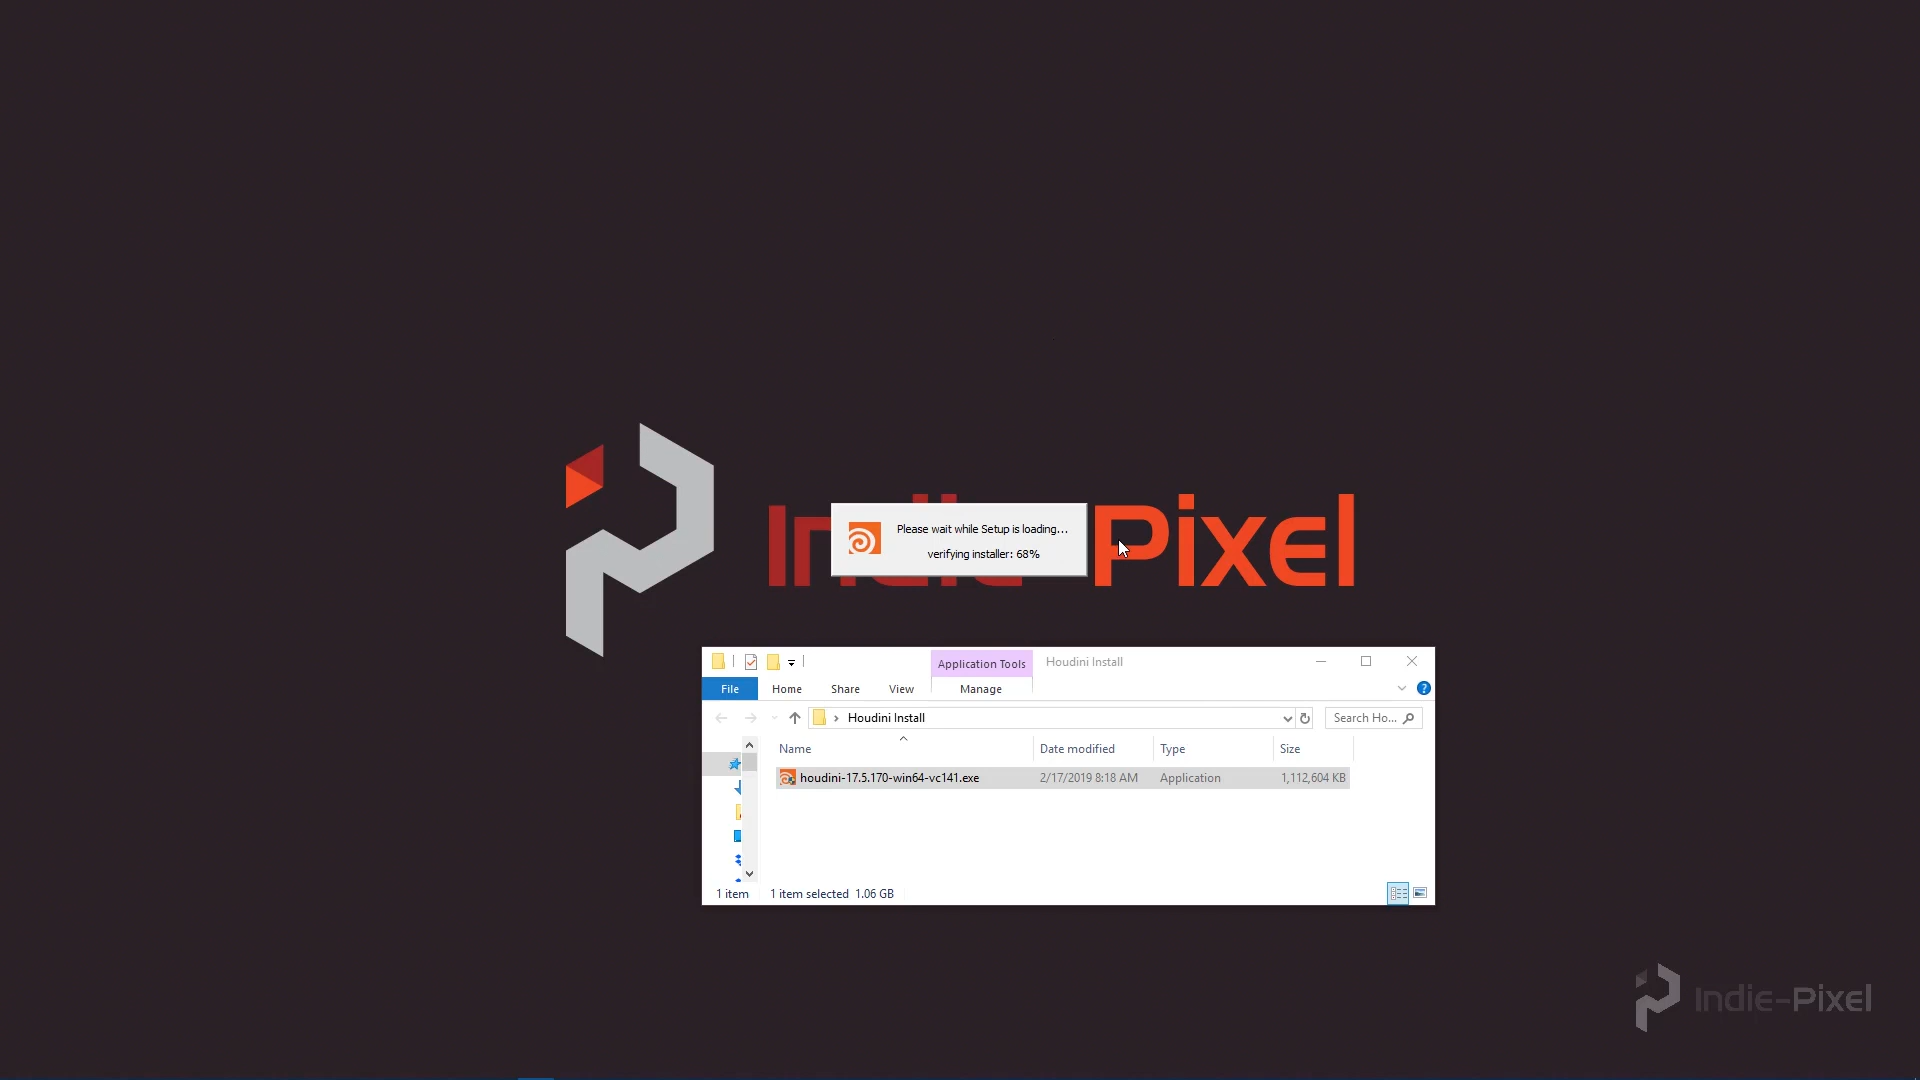 Indie-Pixel
Please wait while Setup is loading...
verifying installer: 68%
Application Tools
Houdini Install
File
Home
Share
View
Manage
Houdini Install
Search Ho...
Name
Date modified
Type
Size
houdini-17.5.170-win64-vc141.exe
2/17/2019 8:18 AM
Application
1,112,604 KB
1 item
1 item selected 1.06 GB
Indie-Pixel